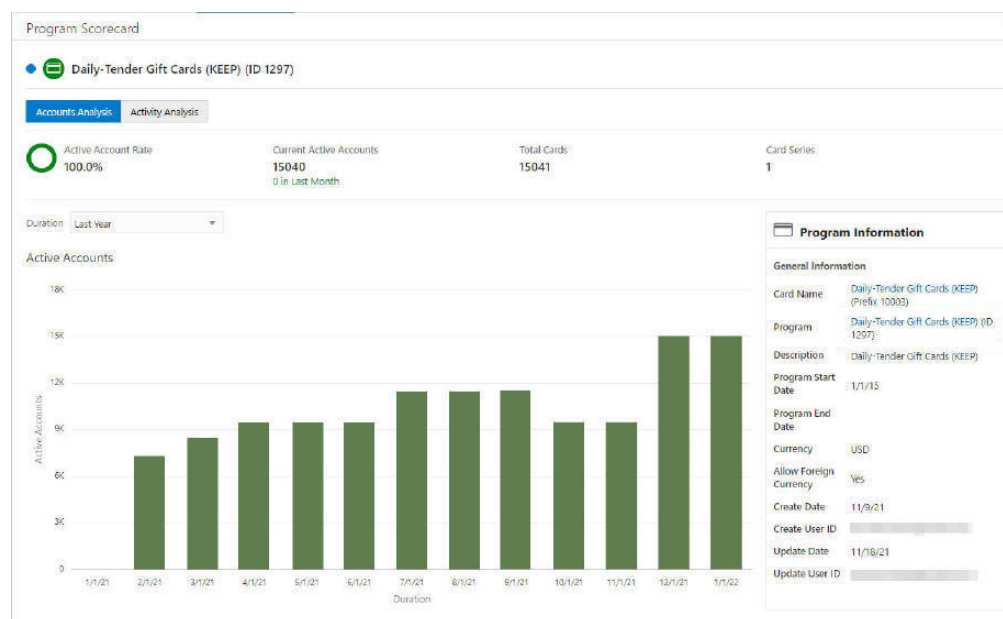 Program Scorecard
Daily-Tender Gift Cards (KEEP) (ID 1297)
Accounts Analysis
Activity Analysis
Active Account Rate
100.0%
Current Active Accounts
15040
0 in Last Month
Total Cards
15041
Card Series
1
Duration
Last Year
Active Accounts
18K
15K
12K
9K
6K
3K
0
Active Accounts
1/1/21
2/1/21
3/1/21
4/1/21
5/1/21
6/1/21
7/1/21
8/1/21
9/1/21
10/1/21
11/1/21
12/1/21
1/1/22
Duration
Program Information
General Information
Card Name
Daily-Tender Gift Cards (KEEP)
(Prefix 10003)
Program
Daily-Tender Gift Cards (KEEP) (ID
1297)
Description
Daily-Tender Gift Cards (KEEP)
Program Start
Date
1/1/15
Program End
Date
Currency
USD
Allow Foreign
Currency
Yes
Create Date
11/9/21
Create User ID
Update Date
11/18/21
Update User ID